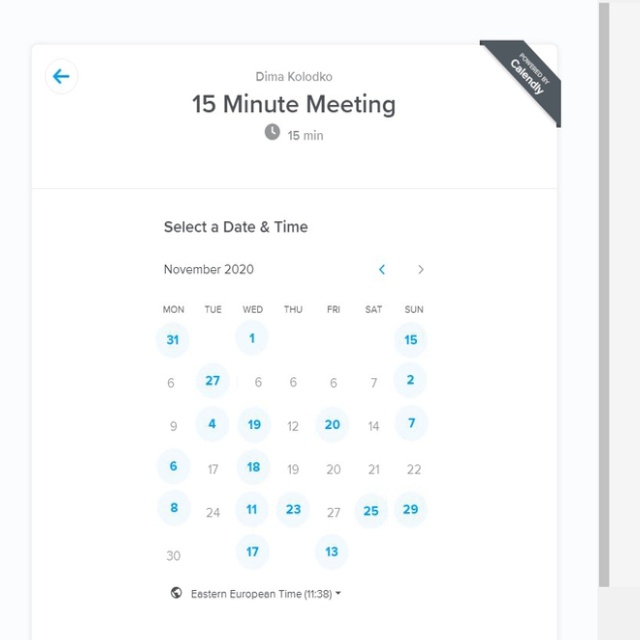 Dima Kolodko
POWERED BY
Calendly
15 Minute Meeting
15 min
Select a Date & Time
November 2020
MON TUE WED THU FRI SAT SUN
31 1 15
6 27 6 6 6 7 2
9 4 19 12 20 14 7
6 17 18 19 20 21 22
8 24 11 23 27 25 29
30 17 13
Eastern European Time (11:38)